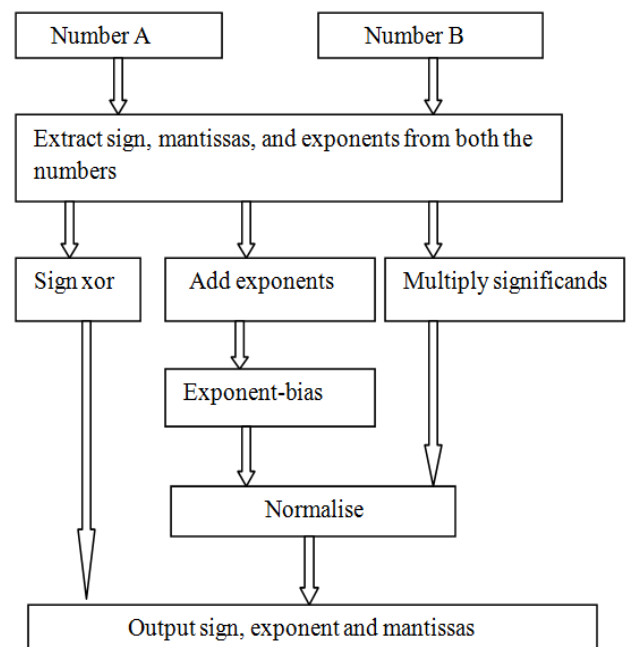 Number A
Number B
Extract sign, mantissas, and exponents from both the
numbers
Sign xor
Add exponents
Multiply significands
Exponent-bias
Normalise
Output sign, exponent and mantissas